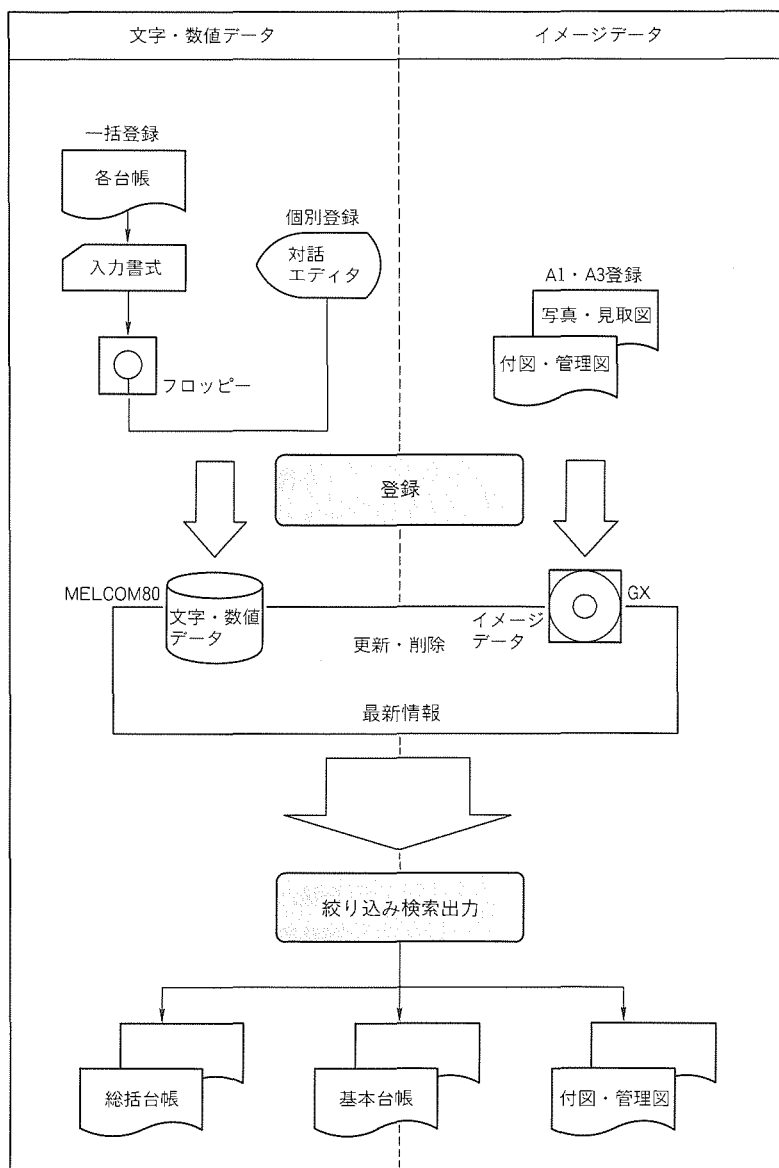 文字・数値データ
イメージデータ
一括登録
各台帳
入力書式
フロッピー
個別登録
対話
エディタ
A1・A3登録
写真・見取図
付図・管理図
登録
MELCOM80
文字・数値
データ
イメージ
データ
GX
更新・削除
最新情報
絞り込み検索出力
総括台帳
基本台帳
付図・管理図